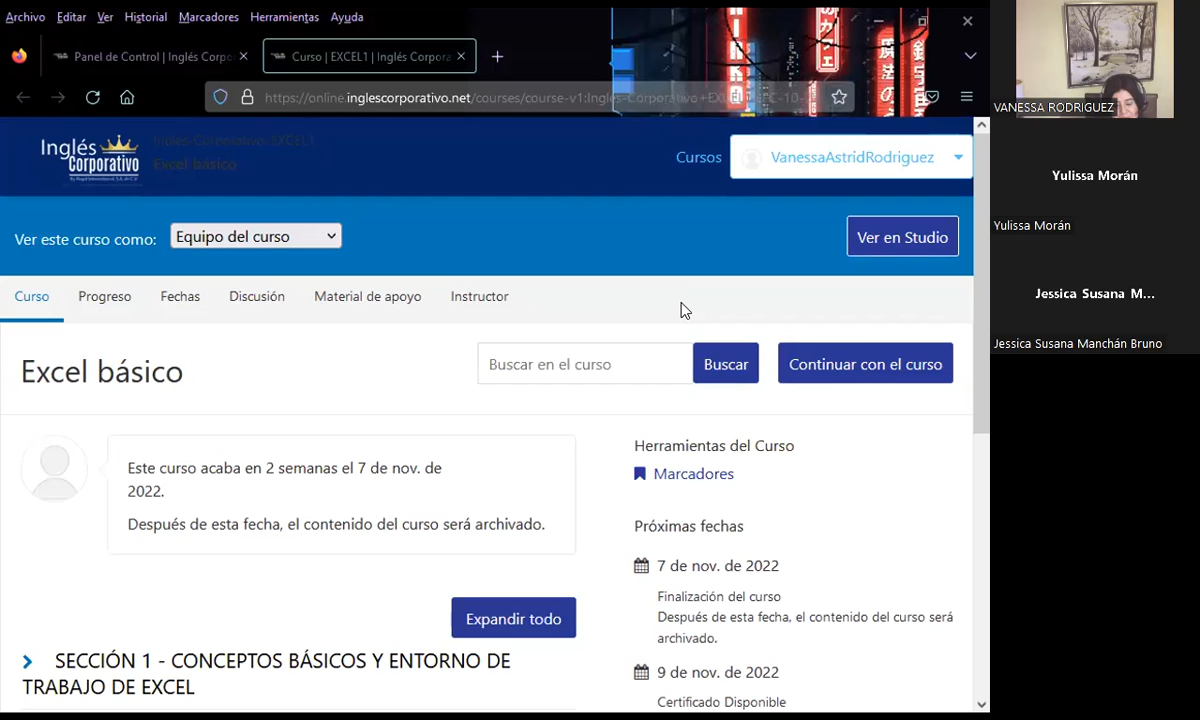 Archivo Editar Ver Historial Marcadores Herramientas Ayuda
Panel de Control | Inglés Corpo
Curso | EXCEL1 | Inglés Corpora
https://online.inglescorporativo.net/courses/course-v1:Ingles-Corporativo+EXCEL1
Inglés
Corporativo
Ingles-Corporativo-EXCEL1
Excel básico
Cursos
VanessaAstridRodriguez
Ver este curso como:
Equipo del curso
Ver en Studio
Curso Progreso Fechas Discusión Material de apoyo Instructor
Excel básico
Buscar en el curso
Buscar
Continuar con el curso
Este curso acaba en 2 semanas el 7 de nov. de
2022.
Después de esta fecha, el contenido del curso será archivado.
Expandir todo
SECCIÓN 1 - CONCEPTOS BÁSICOS Y ENTORNO DE
TRABAJO DE EXCEL
Herramientas del Curso
Marcadores
Próximas fechas
7 de nov. de 2022
Finalización del curso
Después de esta fecha, el contenido del curso será
archivado.
9 de nov. de 2022
Certificado Disponible
VANESSA RODRIGUEZ
Yulissa Morán
Yulissa Morán
Jessica Susana M...
Jessica Susana Manchán Bruno